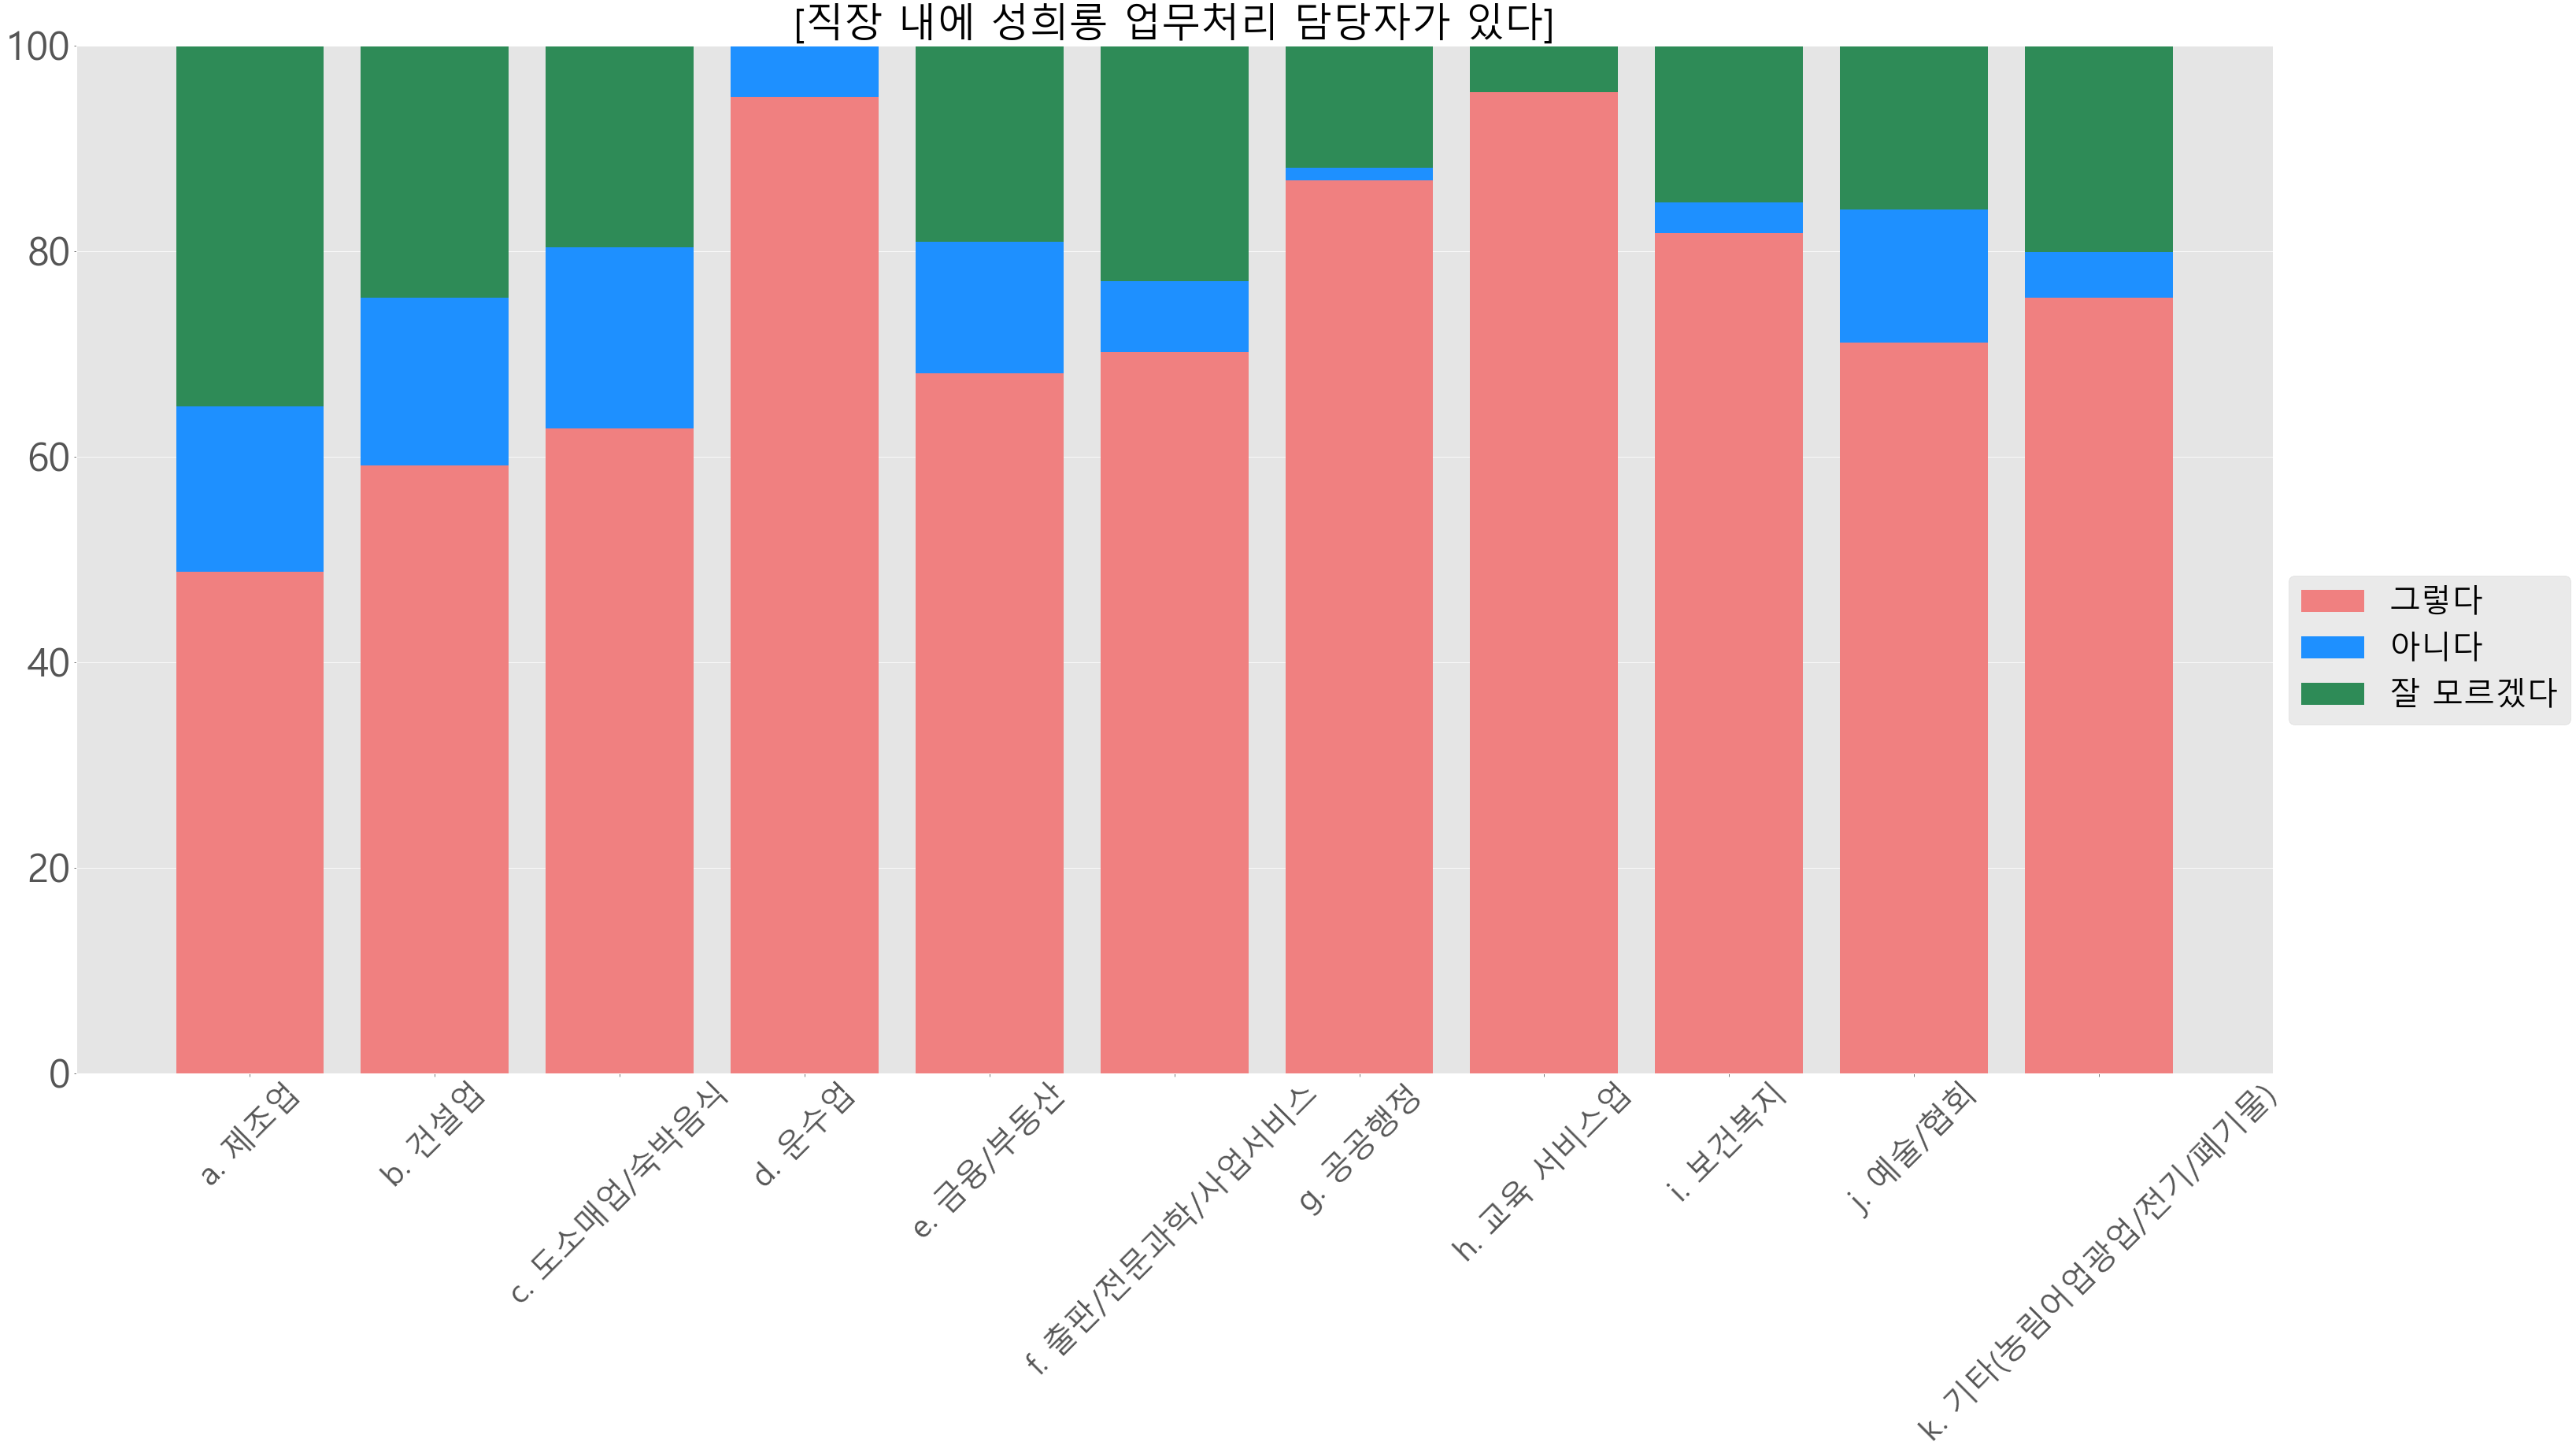 [직장 내에 성희롱 업무처리 담당자가 있다]
100
80
60
40
20
0
a. 제조업
b. 건설업
c. 도소매업/숙박음식
d. 운수업
e. 금융/부동산
f. 출판/전문과학/사업서비스
g. 공공행정
h. 교육 서비스업
i. 보건복지
j. 예술/협회
k. 기타(농림어업광업/전기/폐기물)
그렇다
아니다
잘 모르겠다